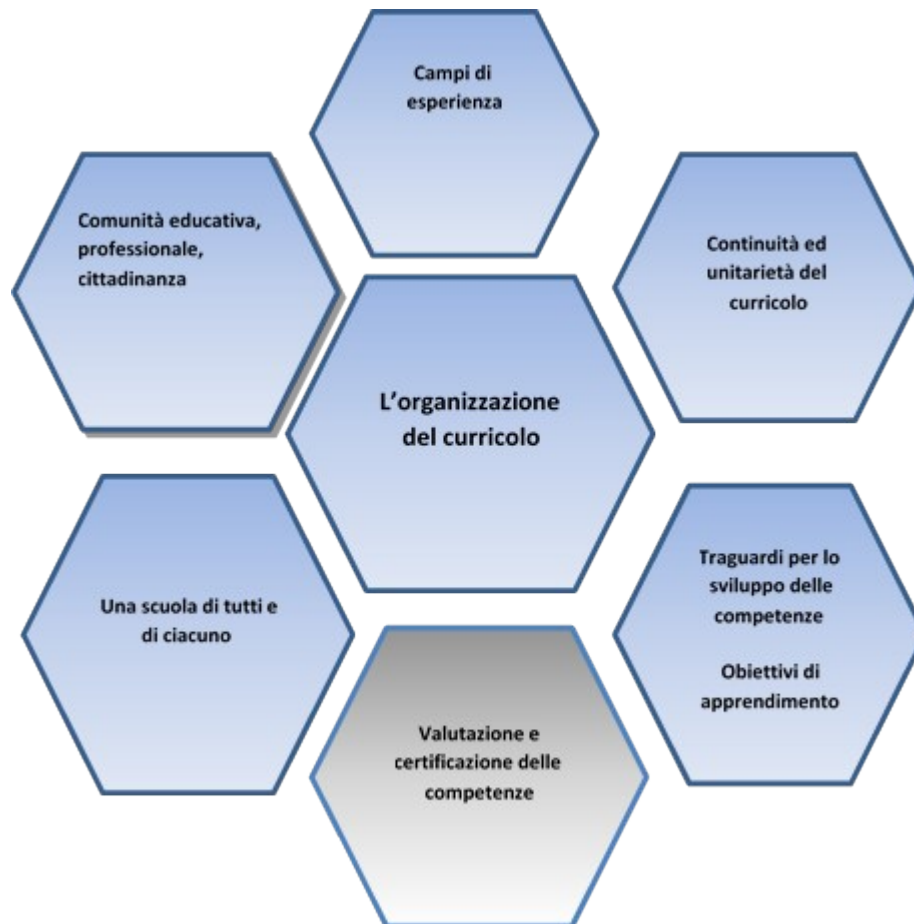 Campi di
esperienza
Comunità educativa,
professionale,
cittadinanza
Continuità ed
unitarietà del
curricolo
L'organizzazione
del curricolo
Una scuola di tutti e
di ciacuno
Traguardi per lo
sviluppo delle
competenze
Obiettivi di
apprendimento
Valutazione e
certificazione delle
competenze